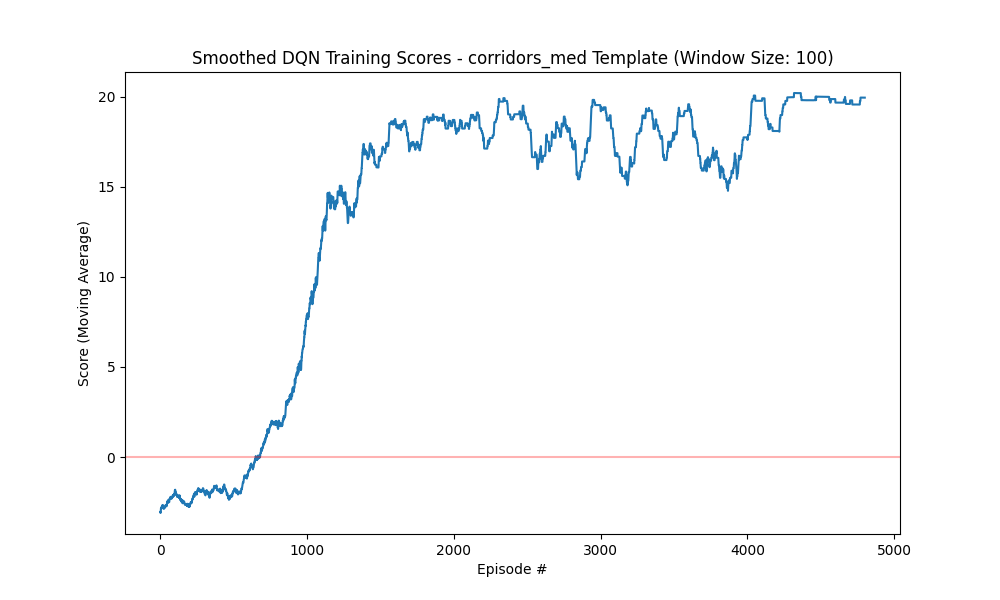 Smoothed DQN Training Scores - corridors_med Template (Window Size: 100)
20
15
10
5
0
Score (Moving Average)
0 1000 2000 3000 4000 5000
Episode #